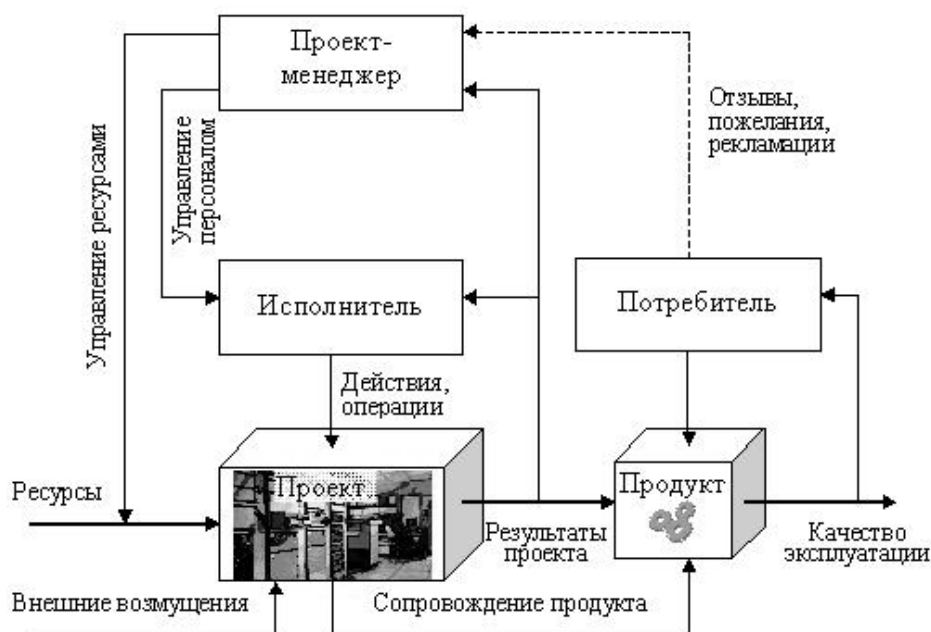 Проект-
менеджер
Отзывы,
пожелания,
рекламации
Управление ресурсами
Управление
персоналом
Исполнитель
Потребитель
Действия,
операции
Ресурсы
Проект
Продукт
Результаты
проекта
Качество
эксплуатации
Внешние возмущения
Сопровождение продукта